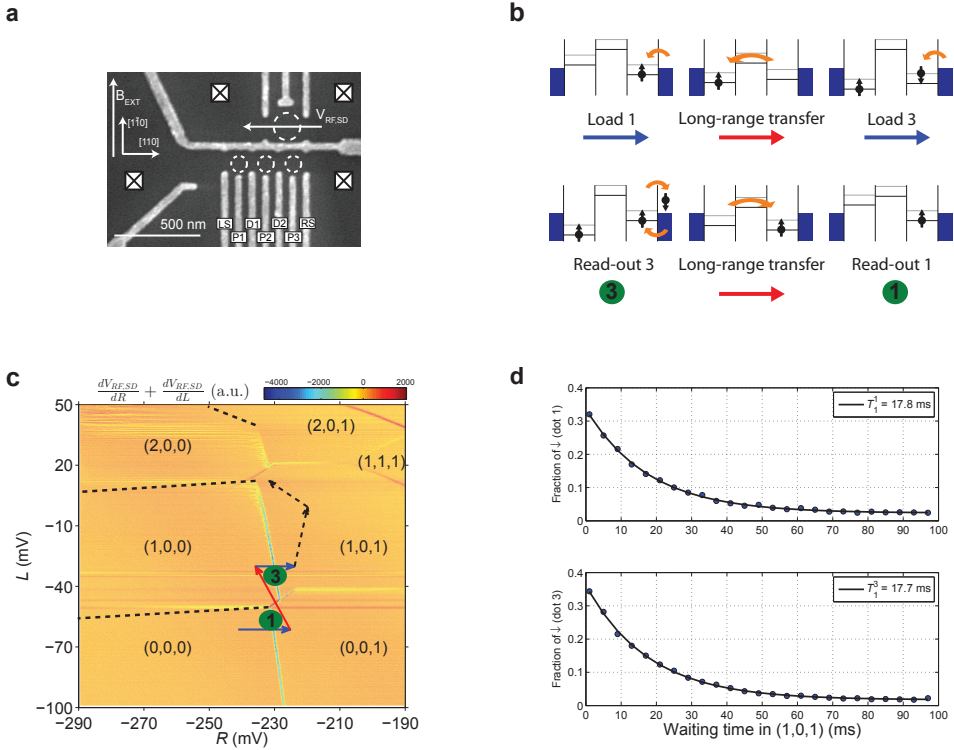 a
B_EXT
[1-10]
[110]
V_RF,SD
500 nm
LS
D1
D2
RS
P1
P2
P3
b
Load 1
Long-range transfer
Load 3
Read-out 3
Long-range transfer
Read-out 1
3
1
c
dV_RF,SD/dR + dV_RF,SD/dL (a.u.)
−4000 −2000 0 2000
50
20
−10
−40
−70
−100
L (mV)
(2,0,0)
(2,0,1)
(1,1,1)
(1,0,0)
(1,0,1)
3
1
(0,0,0)
(0,0,1)
−290 −270 −250 −230 −210 −190
R (mV)
d
Fraction of ↓ (dot 1)
0.4
0.3
0.2
0.1
0
T₁¹ = 17.8 ms
0 10 20 30 40 50 60 70 80 90 100
Fraction of ↓ (dot 3)
0.4
0.3
0.2
0.1
0
T₁³ = 17.7 ms
0 10 20 30 40 50 60 70 80 90 100
Waiting time in (1,0,1) (ms)